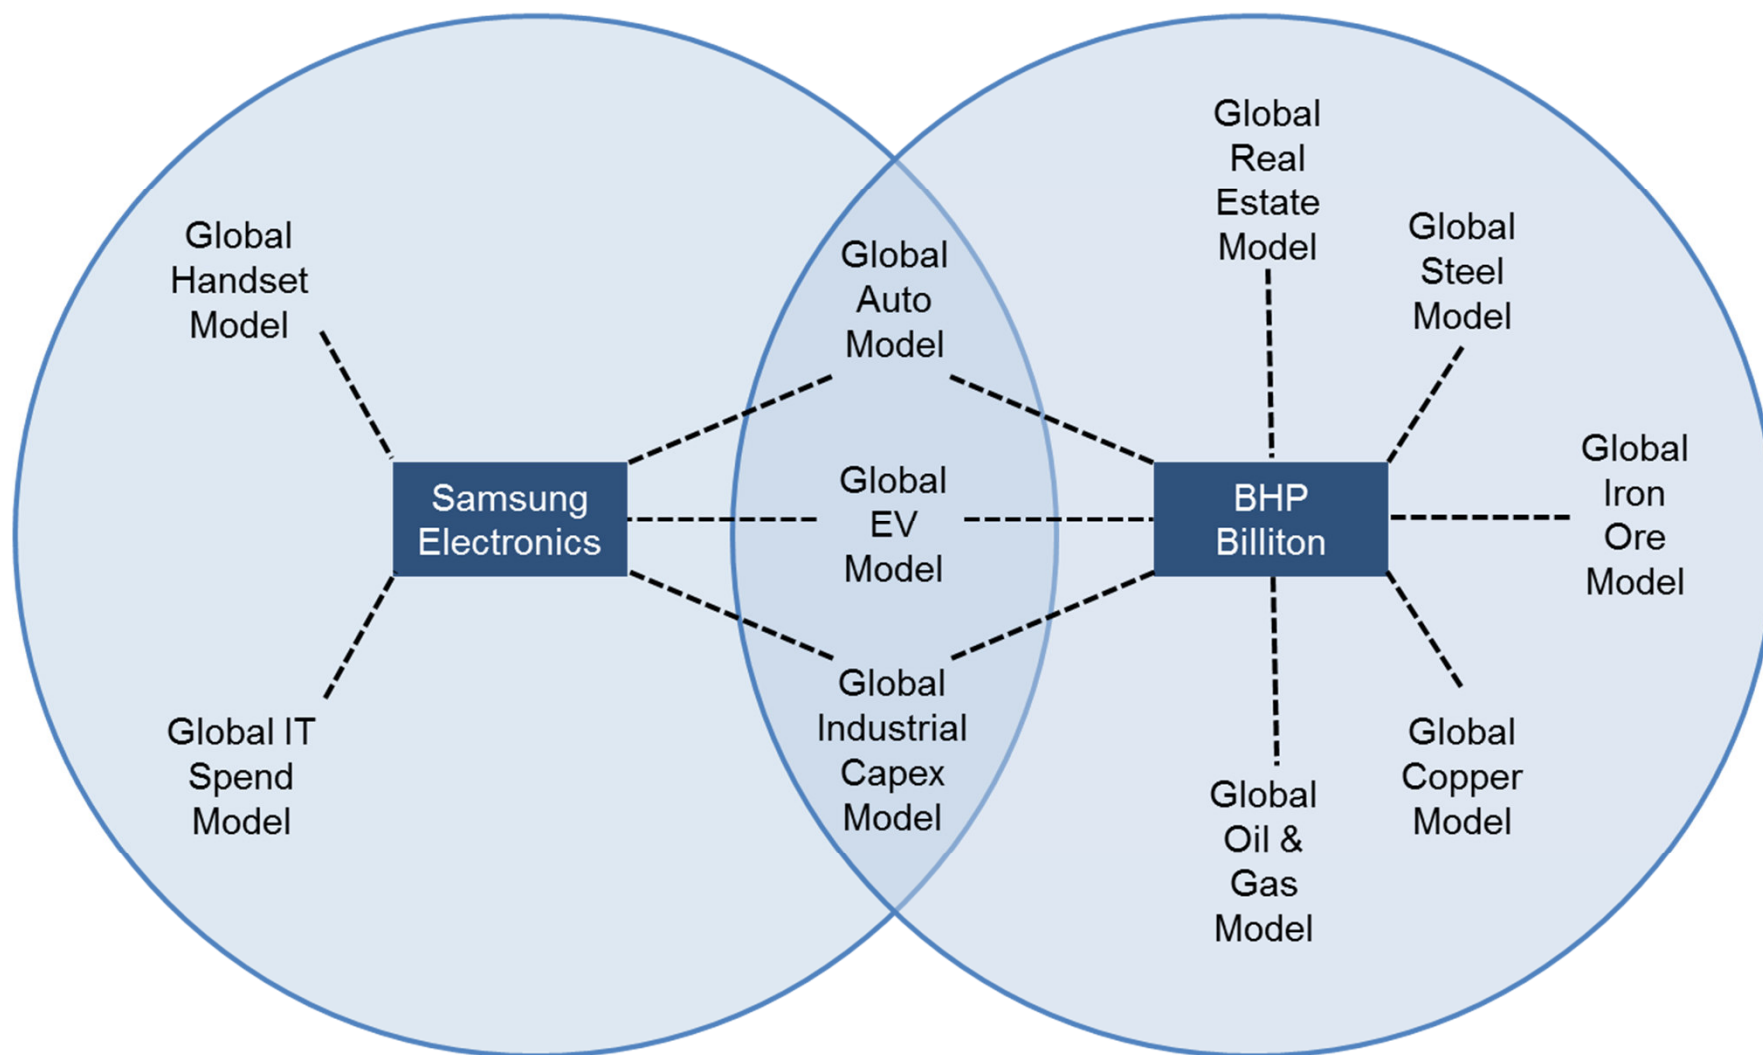 Global
Handset
Model
Global IT
Spend
Model
Samsung
Electronics
Global
Auto
Model
Global
EV
Model
Global
Industrial
Capex
Model
BHP
Billiton
Global
Real
Estate
Model
Global
Steel
Model
Global
Iron
Ore
Model
Global
Copper
Model
Global
Oil &
Gas
Model